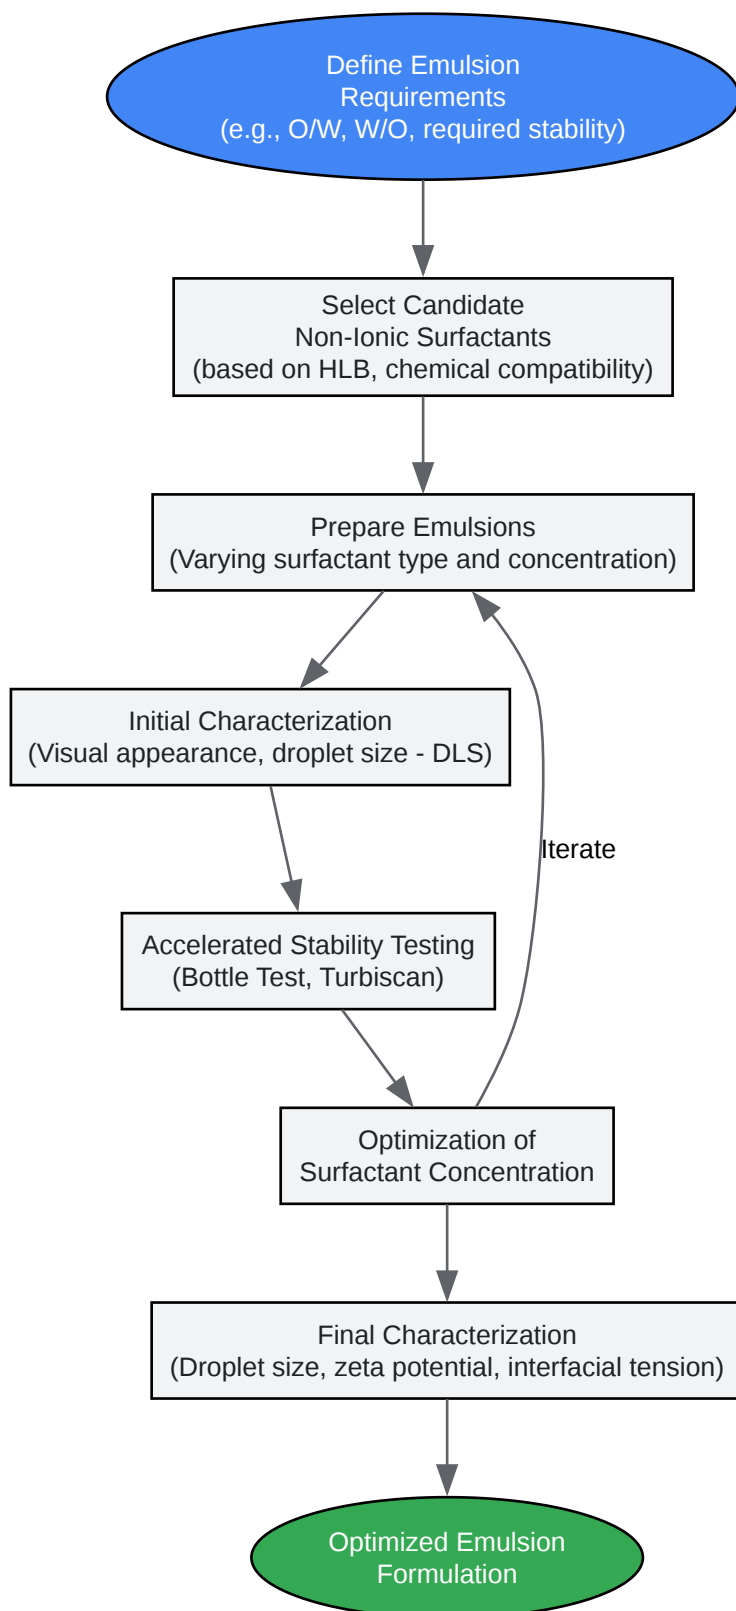 Define Emulsion
Requirements
(e.g., O/W, W/O, required stability)
Select Candidate
Non-Ionic Surfactants
(based on HLB, chemical compatibility)
Prepare Emulsions
(Varying surfactant type and concentration)
Initial Characterization
(Visual appearance, droplet size - DLS)
Iterate
Accelerated Stability Testing
(Bottle Test, Turbiscan)
Optimization of
Surfactant Concentration
Final Characterization
(Droplet size, zeta potential, interfacial tension)
Optimized Emulsion
Formulation